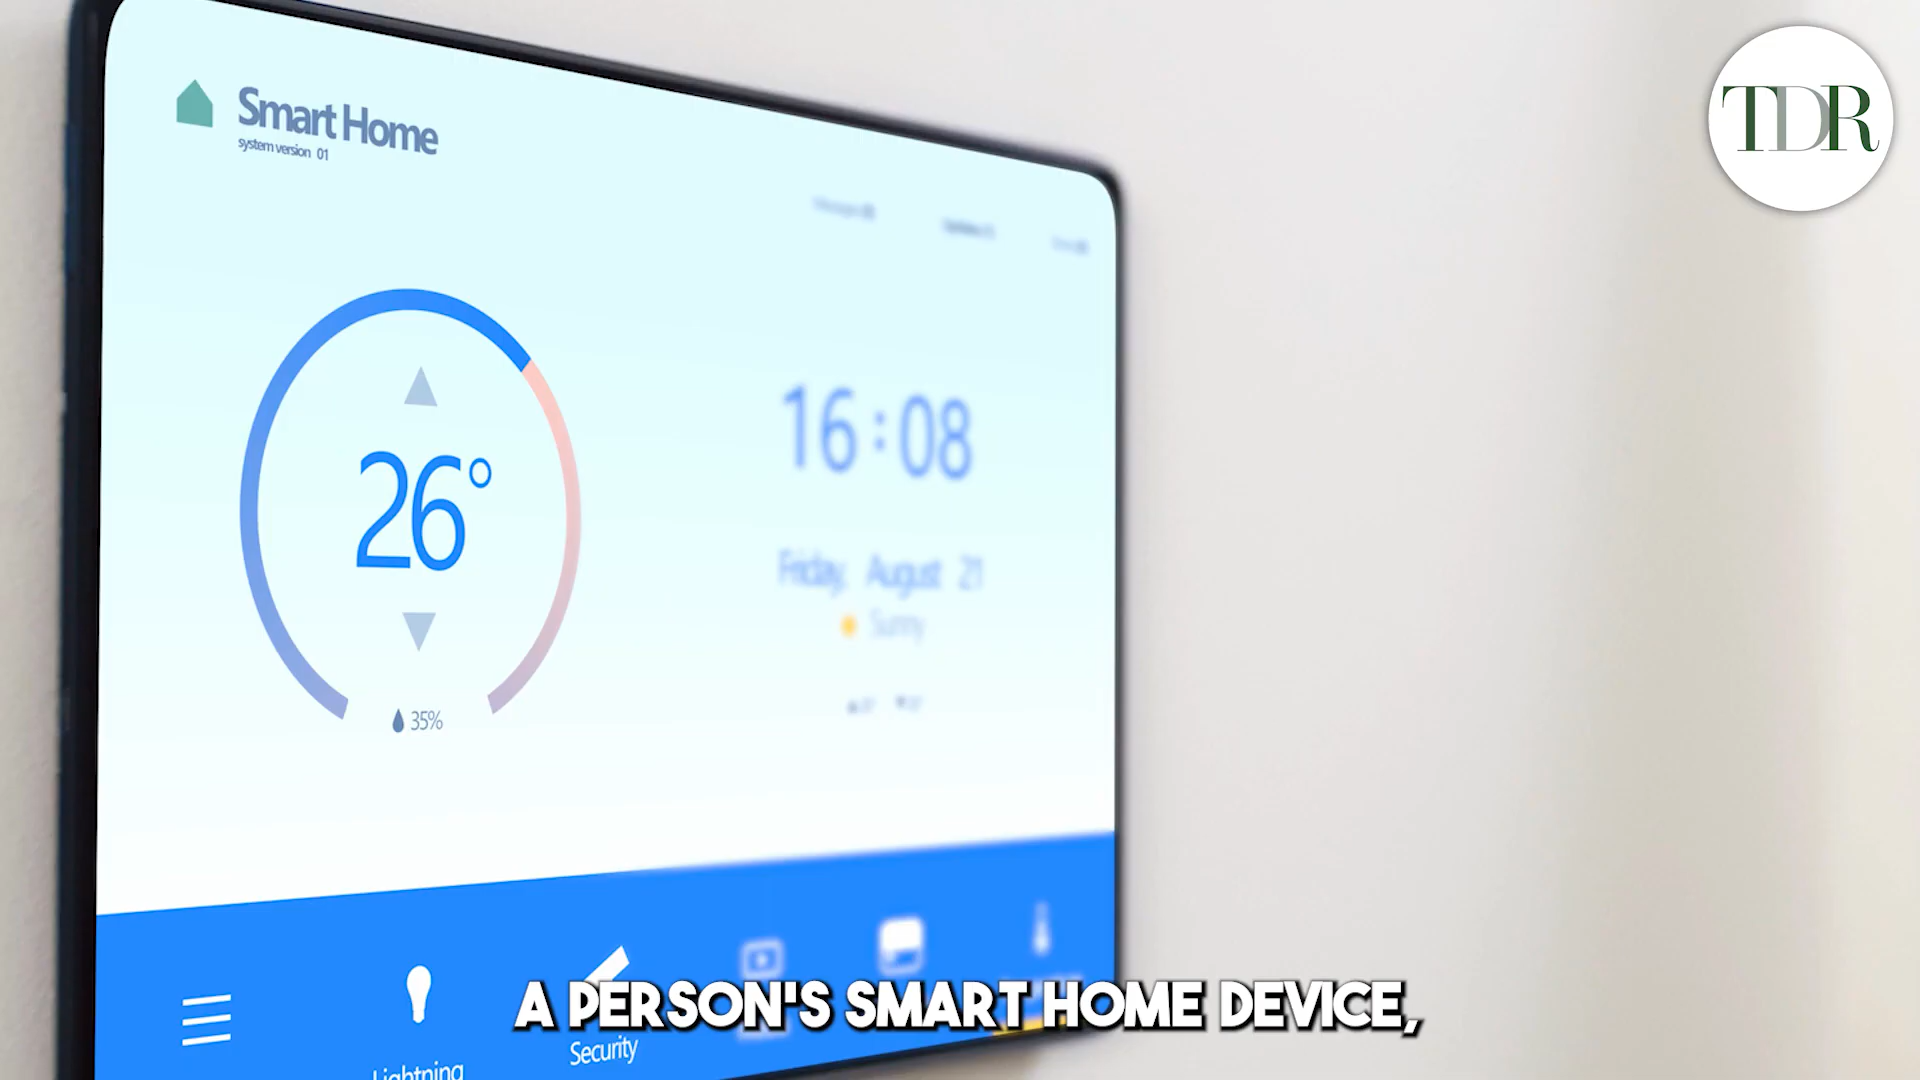 Smart Home
system version 01
TDR
16:08
26°
Friday, August 21
Sunny
35%
A PERSON'S SMART HOME DEVICE,
Security
Lightning